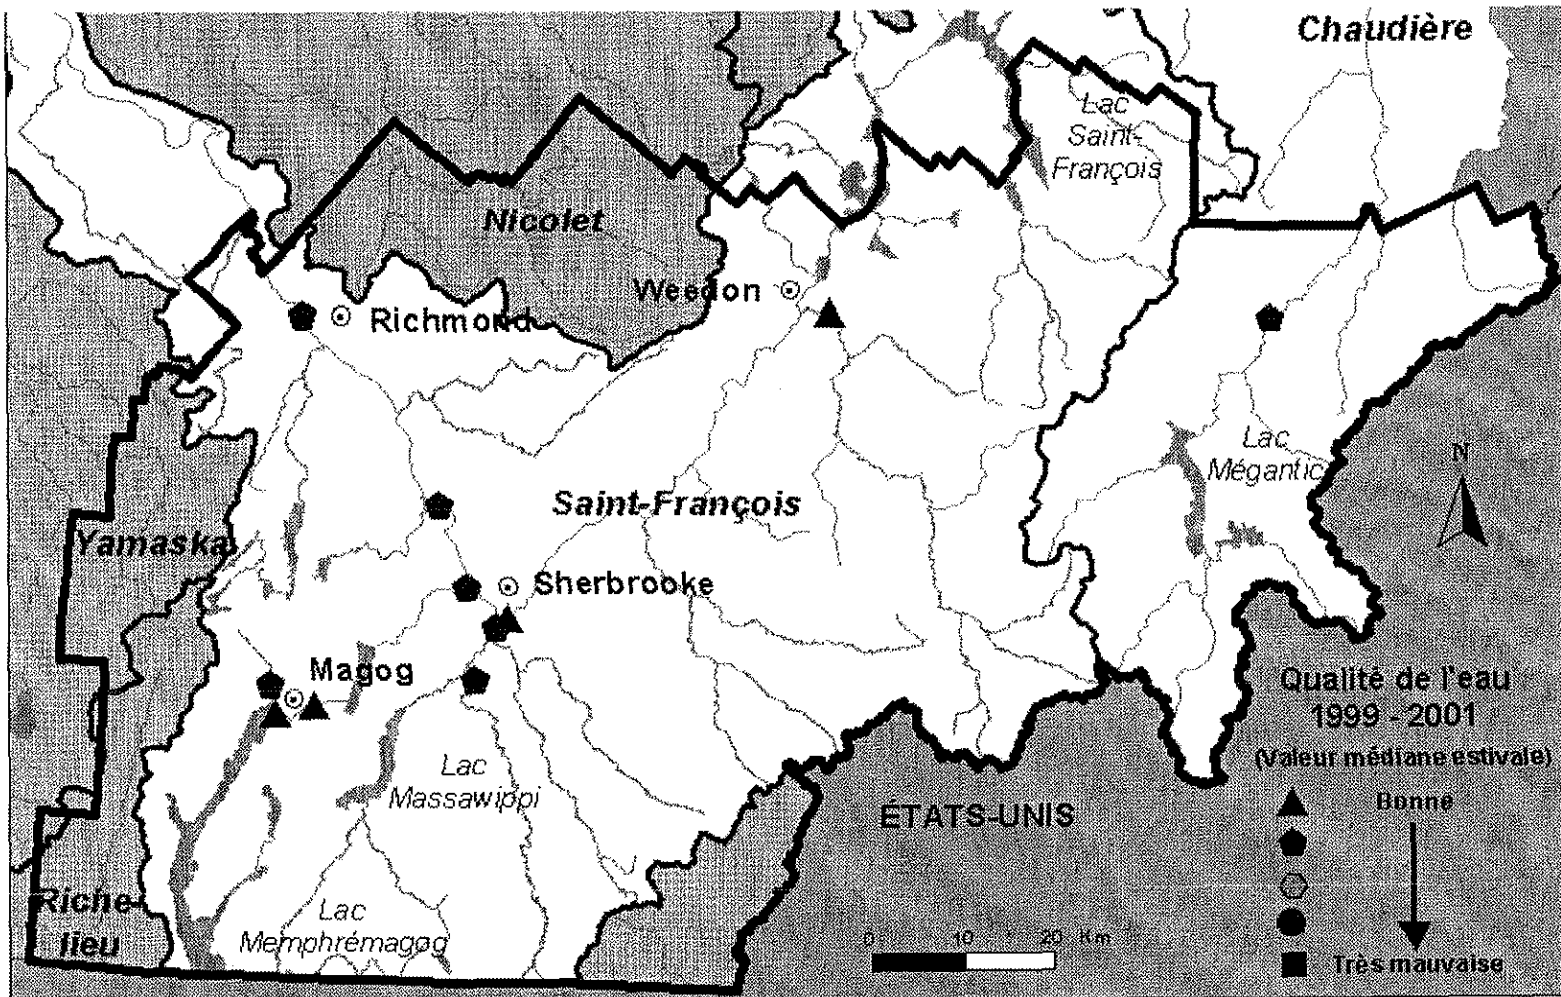 Chaudière
Lac
Saint-
François
Nicolet
Weedon
Richmond
Lac
Mégantic
N
Saint-François
Yamaska
Sherbrooke
Magog
Qualité de l'eau
1999 - 2001
(Valeur médiane estivale)
Lac
Massawippi
Bonne
ÉTATS-UNIS
Riche-
lieu
Lac
Memphrémagog
0 10 20 Km
Très mauvaise